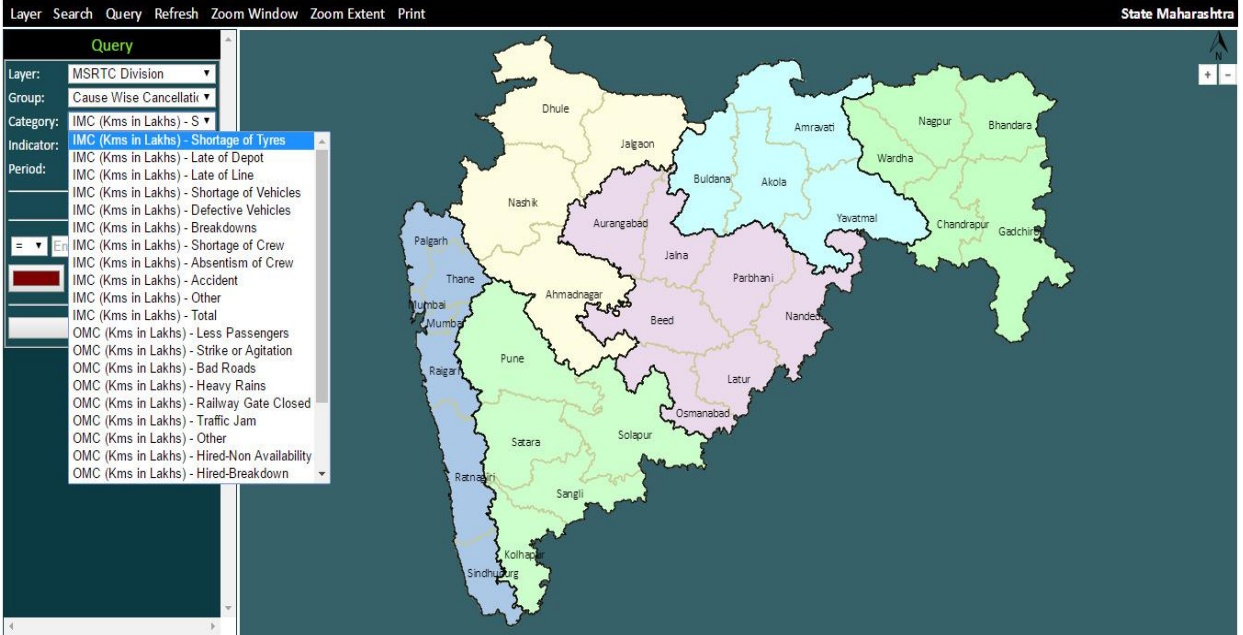 Layer Search Query Refresh Zoom Window Zoom Extent Print State Maharashtra
Query
Layer: MSRTC Division
Group: Cause Wise Cancellati
Category: IMC (Kms in Lakhs) - S
Indicator:
Period:
= En
IMC (Kms in Lakhs) - Shortage of Tyres
IMC (Kms in Lakhs) - Late of Depot
IMC (Kms in Lakhs) - Late of Line
IMC (Kms in Lakhs) - Shortage of Vehicles
IMC (Kms in Lakhs) - Defective Vehicles
IMC (Kms in Lakhs) - Breakdowns
IMC (Kms in Lakhs) - Shortage of Crew
IMC (Kms in Lakhs) - Absentism of Crew
IMC (Kms in Lakhs) - Accident
IMC (Kms in Lakhs) - Other
IMC (Kms in Lakhs) - Total
OMC (Kms in Lakhs) - Less Passengers
OMC (Kms in Lakhs) - Strike or Agitation
OMC (Kms in Lakhs) - Bad Roads
OMC (Kms in Lakhs) - Heavy Rains
OMC (Kms in Lakhs) - Railway Gate Closed
OMC (Kms in Lakhs) - Traffic Jam
OMC (Kms in Lakhs) - Other
OMC (Kms in Lakhs) - Hired-Non Availability
OMC (Kms in Lakhs) - Hired-Breakdown
N
+ -
Dhule
Jalgaon
Nashik
Ahmadnagar
Buldana
Akola
Amravati
Yavatmal
Nagpur
Bhandara
Wardha
Chandrapur
Gadchiro
Aurangabad
Jalna
Parbhani
Beed
Nanded
Latur
Osmanabad
Palgarh
Thane
Mumbai
Mumba
Raigarh
Ratnagiri
Sindhudurg
Pune
Satara
Solapur
Sangli
Kolhapur